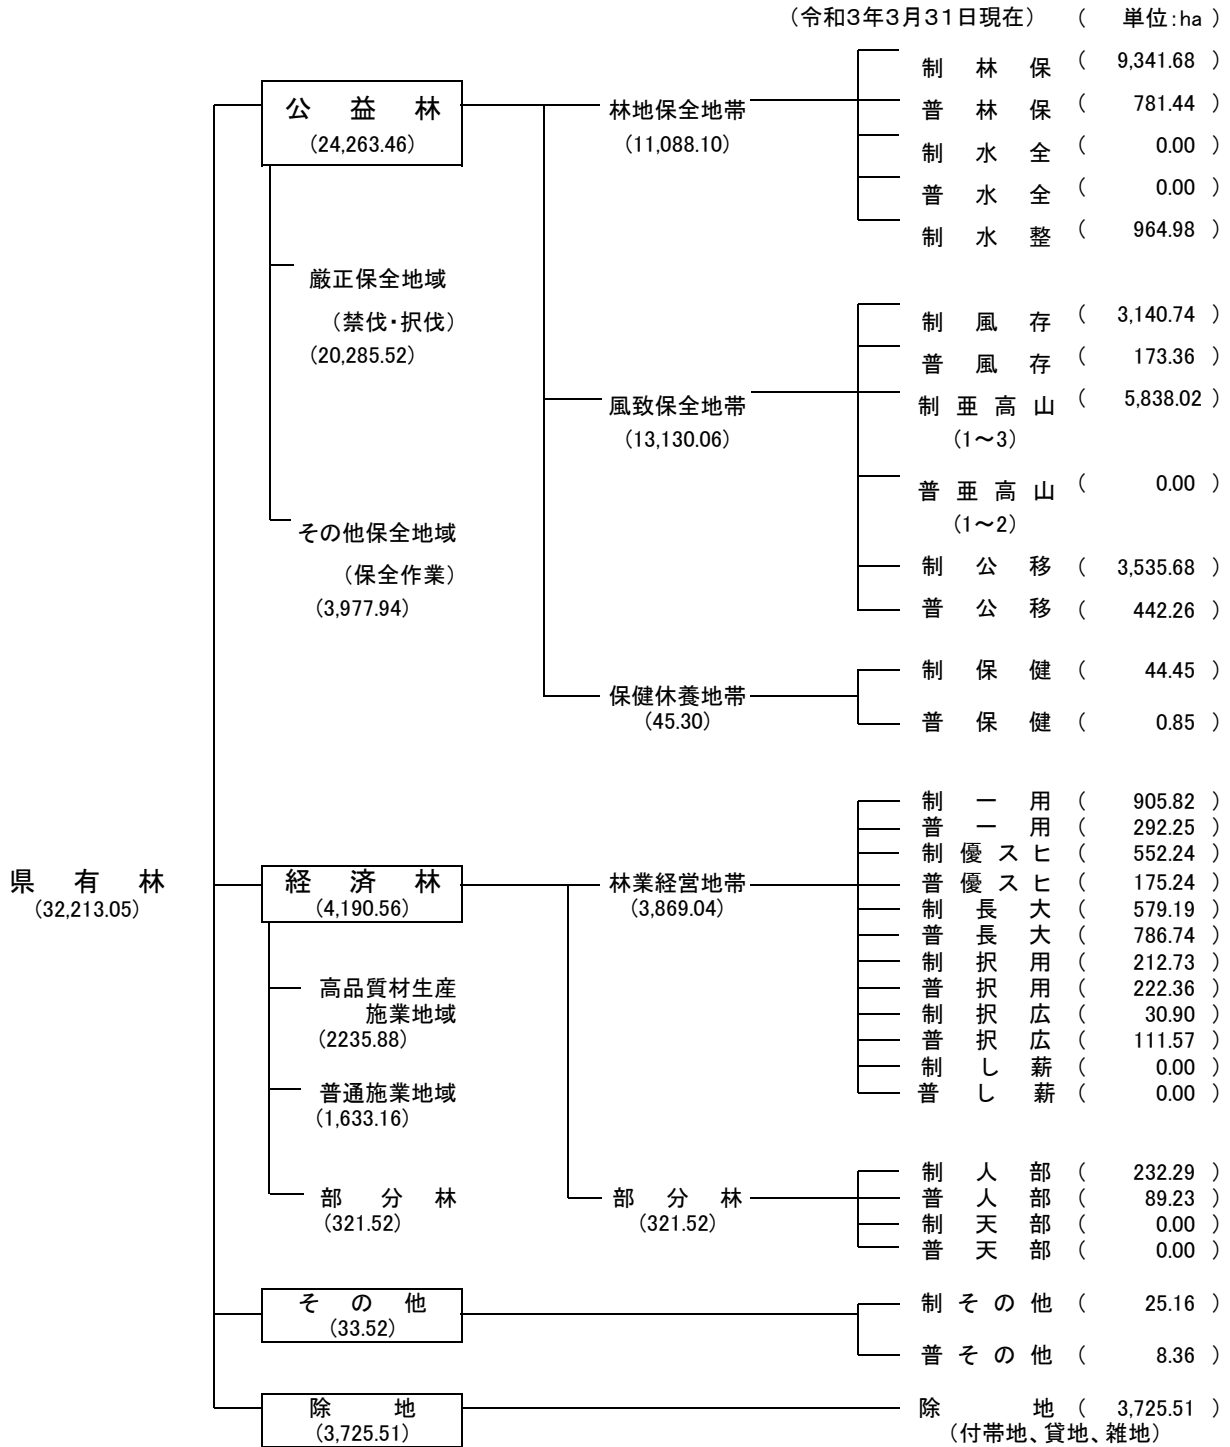 （令和3年3月31日現在） （ 単位：ha ）
県有林
（32,213.05）
公益林
（24,263.46）
厳正保全地域
（禁伐・択伐）
（20,285.52）
その他保全地域
（保全作業）
（3,977.94）
林地保全地帯
（11,088.10）
制林保（ 9,341.68 ）
普林保（ 781.44 ）
制水全（ 0.00 ）
普水全（ 0.00 ）
制水整（ 964.98 ）
風致保全地帯
（13,130.06）
制風存（ 3,140.74 ）
普風存（ 173.36 ）
制亜高山（ 5,838.02 ）
（1～3）
普亜高山（ 0.00 ）
（1～2）
制公移（ 3,535.68 ）
普公移（ 442.26 ）
保健休養地帯
（45.30）
制保健（ 44.45 ）
普保健（ 0.85 ）
経済林
（4,190.56）
高品質材生産
施業地域
（2235.88）
普通施業地域
（1,633.16）
部分林
（321.52）
林業経営地帯
（3,869.04）
制一用（ 905.82 ）
普一用（ 292.25 ）
制優スヒ（ 552.24 ）
普優スヒ（ 175.24 ）
制長大（ 579.19 ）
普長大（ 786.74 ）
制択用（ 212.73 ）
普択用（ 222.36 ）
制択広（ 30.90 ）
普択広（ 111.57 ）
制し薪（ 0.00 ）
普し薪（ 0.00 ）
部分林
（321.52）
制人部（ 232.29 ）
普人部（ 89.23 ）
制天部（ 0.00 ）
普天部（ 0.00 ）
その他
（33.52）
制その他（ 25.16 ）
普その他（ 8.36 ）
除地
（3,725.51）
除地（ 3,725.51 ）
（付帯地、貸地、雑地）